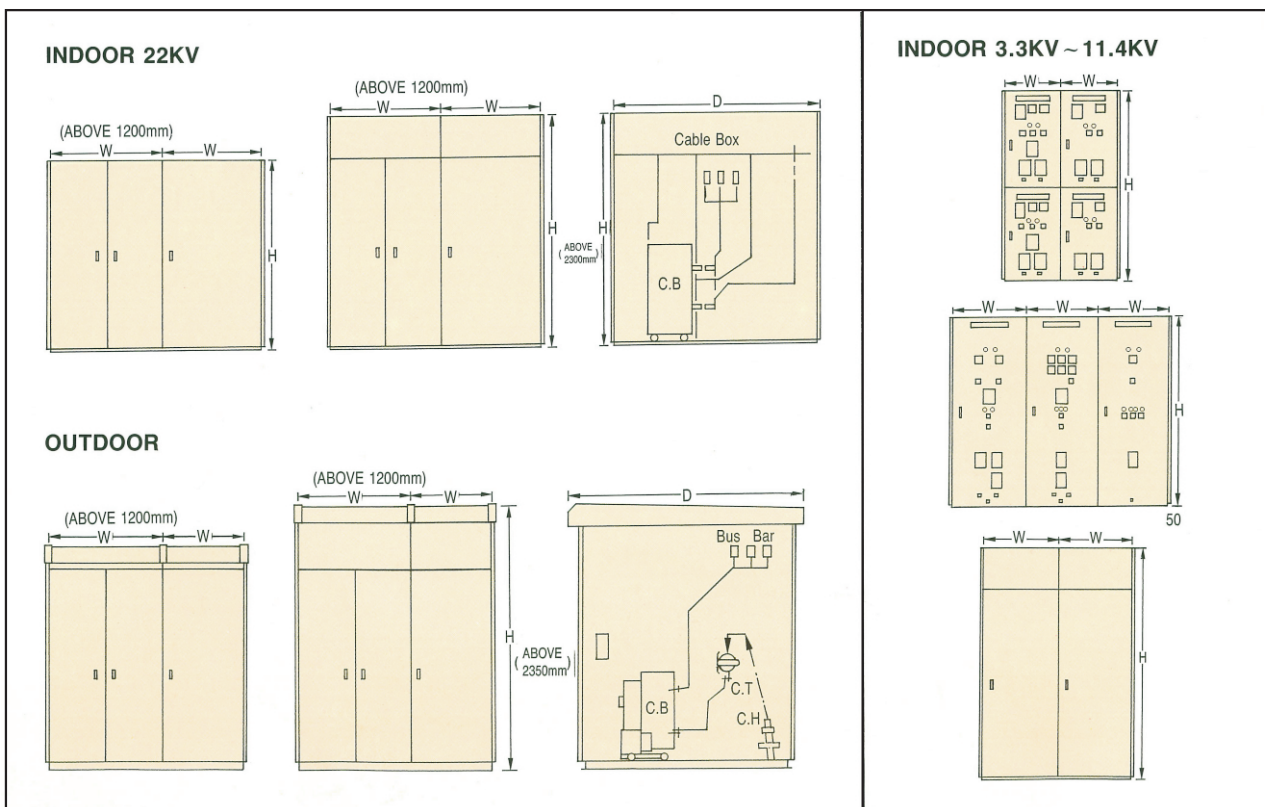 INDOOR 22KV
(ABOVE 1200mm)
W W
H
(ABOVE 1200mm)
W W
H
D
Cable Box
C.B
H
(ABOVE
2300mm)
OUTDOOR
(ABOVE 1200mm)
W W
(ABOVE 1200mm)
W W
H
D
Bus Bar
C.B
C.T
C.H
(ABOVE
2350mm)
INDOOR 3.3KV ~ 11.4KV
W W
H
W W W
H
50
W W
H